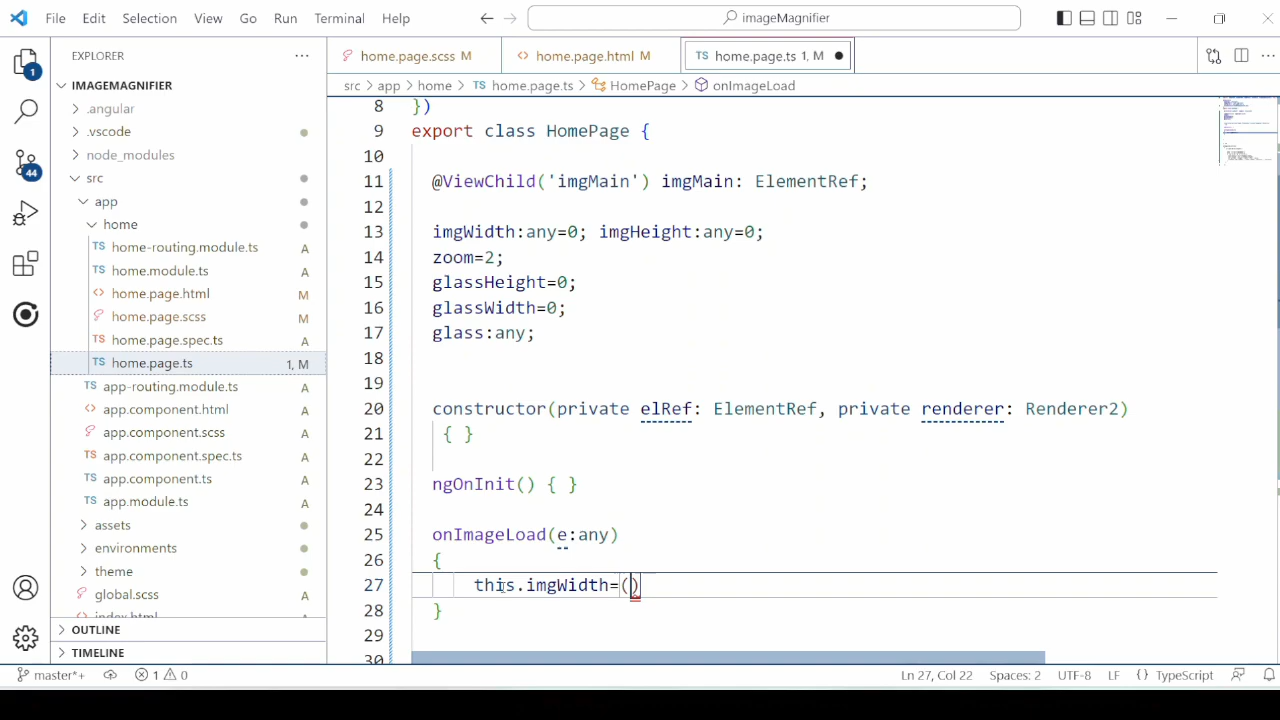 File Edit Selection View Go Run Terminal Help
imageMagnifier
EXPLORER
IMAGEMAGNIFIER
.angular
.vscode
node_modules
src
app
home
TS home-routing.module.ts A
TS home.module.ts A
<> home.page.html M
home.page.scss M
TS home.page.spec.ts A
TS home.page.ts 1, M
TS app-routing.module.ts A
<> app.component.html A
app.component.scss A
TS app.component.spec.ts A
TS app.component.ts A
TS app.module.ts A
assets
environments
theme
global.scss A
index.html
OUTLINE
TIMELINE
1
44
home.page.scss M
<> home.page.html M
TS home.page.ts 1, M
src > app > home > TS home.page.ts > HomePage > onImageLoad
8 })
9 export class HomePage {
10
11 @ViewChild('imgMain') imgMain: ElementRef;
12
13 imgWidth:any=0; imgHeight:any=0;
14 zoom=2;
15 glassHeight=0;
16 glassWidth=0;
17 glass:any;
18
19
20 constructor(private elRef: ElementRef, private renderer: Renderer2)
21 { }
22
23 ngOnInit() { }
24
25 onImageLoad(e:any)
26 {
27 this.imgWidth=()
28 }
29
30
master*+ 1 0 Ln 27, Col 22 Spaces: 2 UTF-8 LF { } TypeScript